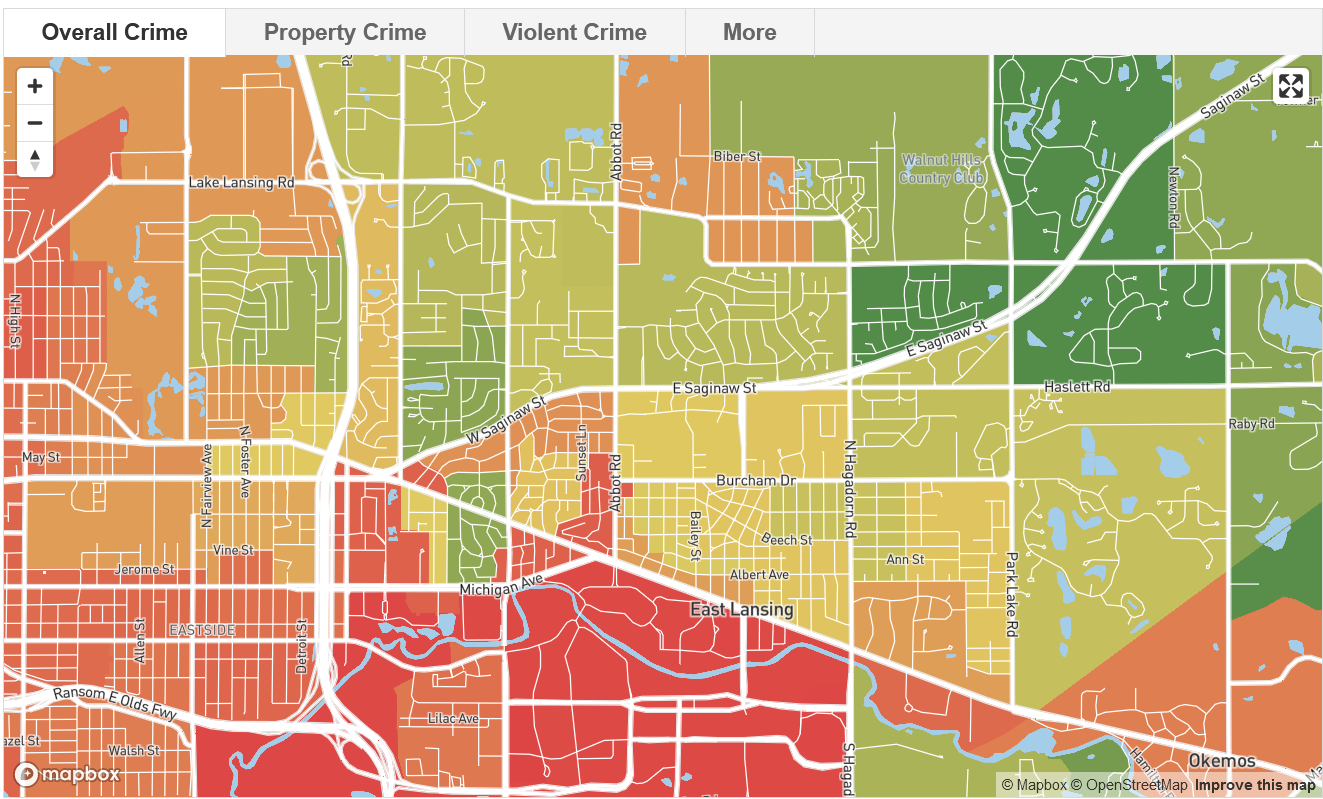 Overall Crime
Property Crime
Violent Crime
More
Rd
Saginaw St
Abbot Rd
Biber St
Walnut Hills
Country Club
Lake Lansing Rd
Newton Rd
N High St
E Saginaw St
E Saginaw St
Haslett Rd
W Saginaw St
Raby Rd
May St
N Fairview Ave
N Foster Ave
Sunset Ln
Abbot Rd
Burcham Dr
N Hagadorn Rd
Bailey St
Beech St
Vine St
Ann St
Jerome St
Albert Ave
Michigan Ave
Park Lake Rd
East Lansing
EASTSIDE
Allen St
Detroit St
Ransom E Olds Fwy
Lilac Ave
azel St
Walsh St
S Hagad
Okemos
mapbox
© Mapbox © OpenStreetMap Improve this map